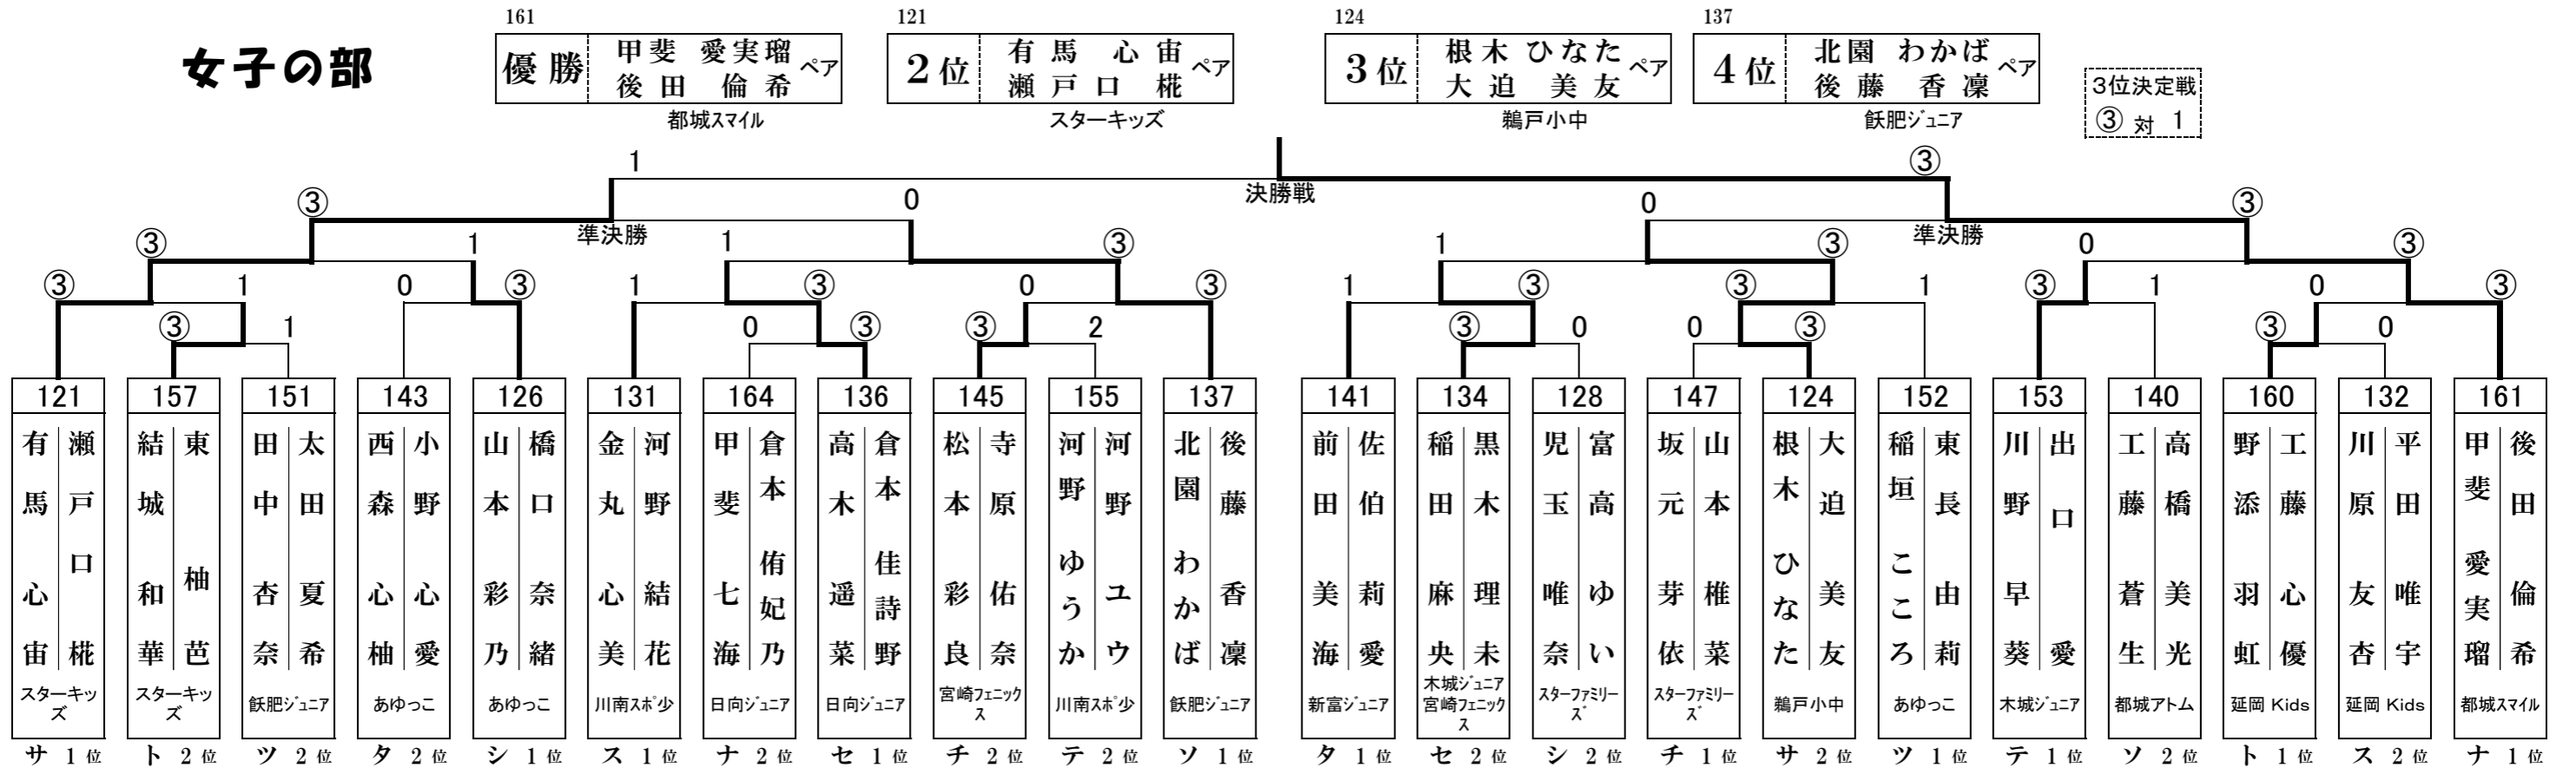 161 121 124 137
女子の部
優勝 甲斐 愛実瑠 ペア
後田 倫希
都城スマイル
2位 有馬 心宙 ペア
瀬戸口 椛
スターキッズ
3位 根木 ひなた ペア
大迫 美友
鵜戸小中
4位 北園 わかば ペア
後藤 香凜
飫肥ジュニア
3位決定戦
③ 対 1
1 ③
決勝戦
③ 0 0 ③
準決勝 準決勝
③ 1 1 ③ 1 ③ 0 ③
③ 1 0 ③ 1 ③ 0 ③ 1 ③ ③ 1 ③ 1 0 ③
③ 1 0 ③ ③ 2 ③ 0 0 ③ ③ 0
121 有馬 心宙 瀬戸口 椛 スターキッズ サ 1位
157 結城 和華 東 柚芭 スターキッズ ト 2位
151 田中 杏奈 太田 夏希 飫肥ジュニア ツ 2位
143 西森 心柚 小野 心愛 あゆっこ タ 2位
126 山本 彩乃 橋口 奈緒 あゆっこ シ 1位
131 金丸 心美 河野 結花 川南スポ少 ス 1位
164 甲斐 七海 倉本 侑妃乃 日向ジュニア ナ 2位
136 高木 遥菜 倉本 佳詩野 日向ジュニア セ 1位
145 松本 彩良 寺原 佑奈 宮崎フェニックス チ 2位
155 河野 ゆうか 河野 ユウ 川南スポ少 テ 2位
137 北園 わかば 後藤 香凜 飫肥ジュニア ソ 1位
141 前田 美海 佐伯 莉愛 新富ジュニア タ 1位
134 稲田 麻央 黒木 理未 木城ジュニア 宮崎フェニックス セ 2位
128 児玉 唯奈 富高 ゆい スターファミリーズ シ 2位
147 坂元 芽依 山本 椎菜 スターファミリーズ チ 1位
124 根木 ひなた 大迫 美友 鵜戸小中 サ 2位
152 稲垣 こころ 東長 由莉 あゆっこ ツ 1位
153 川野 早葵 出口 愛 木城ジュニア テ 1位
140 工藤 蒼生 高橋 美光 都城アトム ソ 2位
160 野添 羽虹 工藤 心優 延岡 Kids ト 1位
132 川原 友杏 平田 唯宇 延岡 Kids ス 2位
161 甲斐 愛実瑠 後田 倫希 都城スマイル ナ 1位